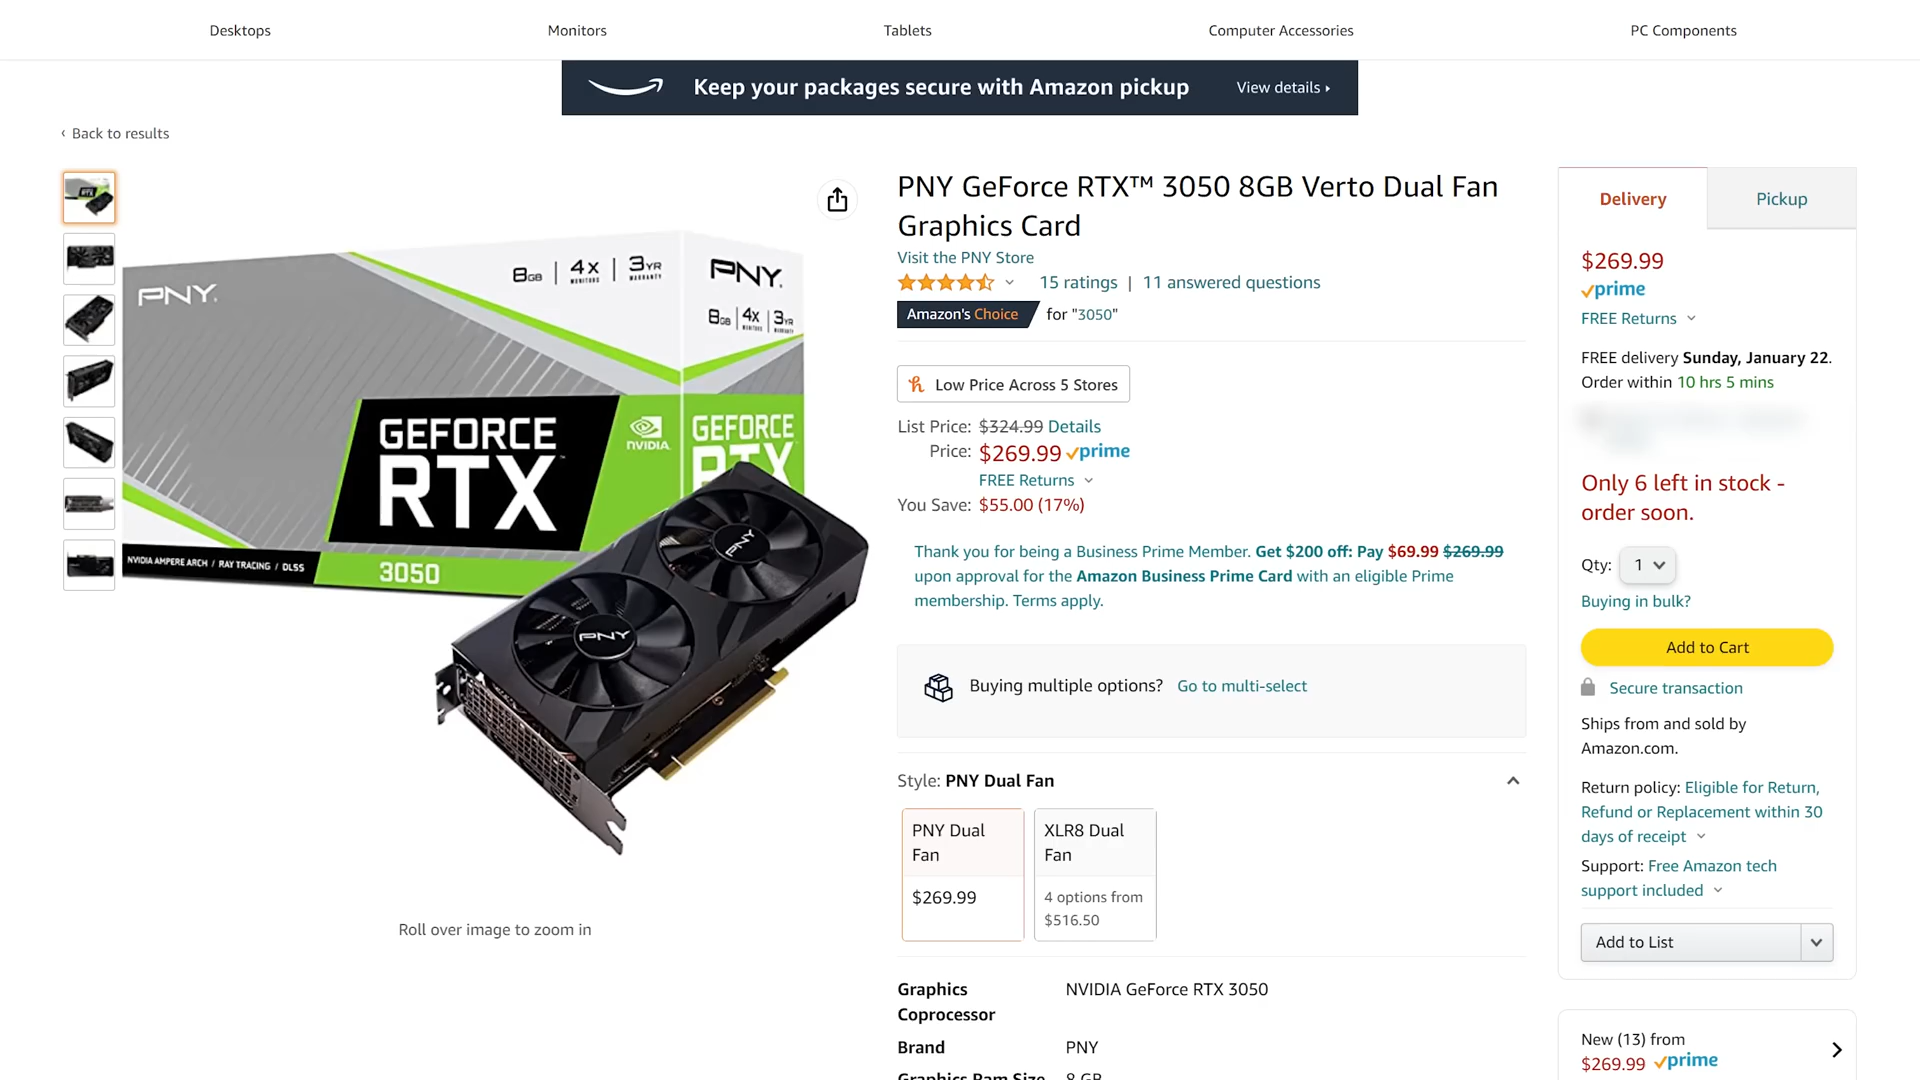 Desktops
Monitors
Tablets
Computer Accessories
PC Components
Keep your packages secure with Amazon pickup
View details ▸
‹ Back to results
PNY
8GB | 4x MONITORS | 3YR WARRANTY
PNY
8GB | 4x MONITORS | 3YR WARRANTY
GEFORCE
RTX™
NVIDIA
GEFORCE
RTX
NVIDIA AMPERE ARCH / RAY TRACING / DLSS
3050
PNY
PNY
Roll over image to zoom in
PNY GeForce RTX™ 3050 8GB Verto Dual Fan
Graphics Card
Visit the PNY Store
15 ratings | 11 answered questions
Amazon's Choice for "3050"
Low Price Across 5 Stores
List Price: $324.99 Details
Price: $269.99 prime
FREE Returns
You Save: $55.00 (17%)
Thank you for being a Business Prime Member. Get $200 off: Pay $69.99 $269.99
upon approval for the Amazon Business Prime Card with an eligible Prime
membership. Terms apply.
Buying multiple options? Go to multi-select
Style: PNY Dual Fan
PNY Dual
Fan
$269.99
XLR8 Dual
Fan
4 options from
$516.50
Graphics
Coprocessor
NVIDIA GeForce RTX 3050
Brand
PNY
Graphics Ram Size
8 GB
Delivery
Pickup
$269.99
prime
FREE Returns
FREE delivery Sunday, January 22.
Order within 10 hrs 5 mins
Only 6 left in stock -
order soon.
Qty: 1
Buying in bulk?
Add to Cart
Secure transaction
Ships from and sold by
Amazon.com.
Return policy: Eligible for Return,
Refund or Replacement within 30
days of receipt
Support: Free Amazon tech
support included
Add to List
New (13) from
$269.99 prime